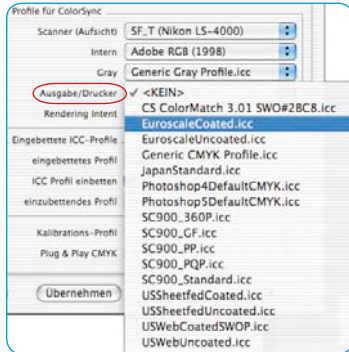 Profile für ColorSync
Scanner (Aufsicht) SF_T (Nikon LS-4000)
Intern Adobe RGB (1998)
Gray Generic Gray Profile.icc
Ausgabe/Drucker ✓ <KEIN>
CS ColorMatch 3.01 SWO#2BC8.icc
Rendering Intent EuroscaleCoated.icc
EuroscaleUncoated.icc
Eingebettete ICC-Profile Generic CMYK Profile.icc
eingebettetes Profil JapanStandard.icc
Photoshop4DefaultCMYK.icc
ICC Profil einbetten Photoshop5DefaultCMYK.icc
einzubettendes Profil SC900_360P.icc
SC900_GF.icc
Kalibrations-Profil SC900_PP.icc
Plug & Play CMYK SC900_PQP.icc
SC900_Standard.icc
Übernehmen USSheetfedCoated.icc
USSheetfedUncoated.icc
USWebCoatedSWOP.icc
USWebUncoated.icc